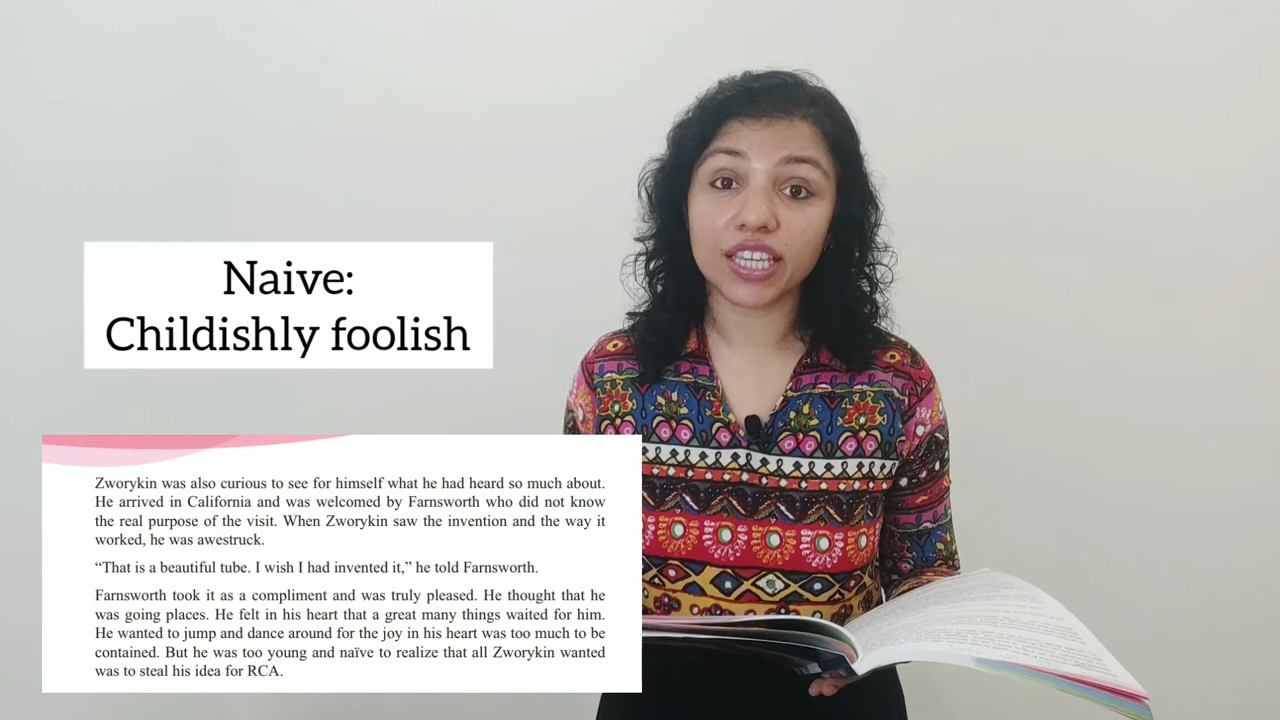 Naive:
Childishly foolish
Zworykin was also curious to see for himself what he had heard so much about.
He arrived in California and was welcomed by Farnsworth who did not know
the real purpose of the visit. When Zworykin saw the invention and the way it
worked, he was awestruck.
“That is a beautiful tube. I wish I had invented it,” he told Farnsworth.
Farnsworth took it as a compliment and was truly pleased. He thought that he
was going places. He felt in his heart that a great many things waited for him.
He wanted to jump and dance around for the joy in his heart was too much to be
contained. But he was too young and naïve to realize that all Zworykin wanted
was to steal his idea for RCA.